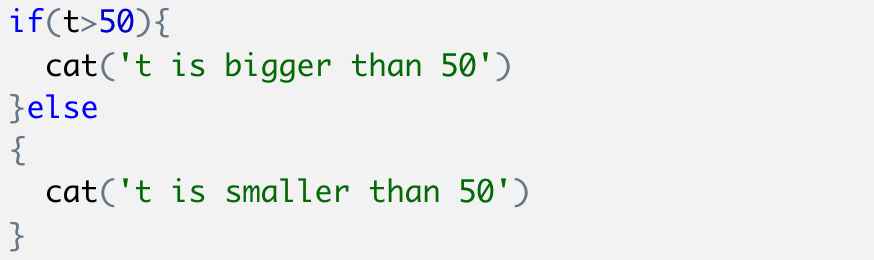 if(t>50){
  cat('t is bigger than 50')
}else
{
  cat('t is smaller than 50')
}